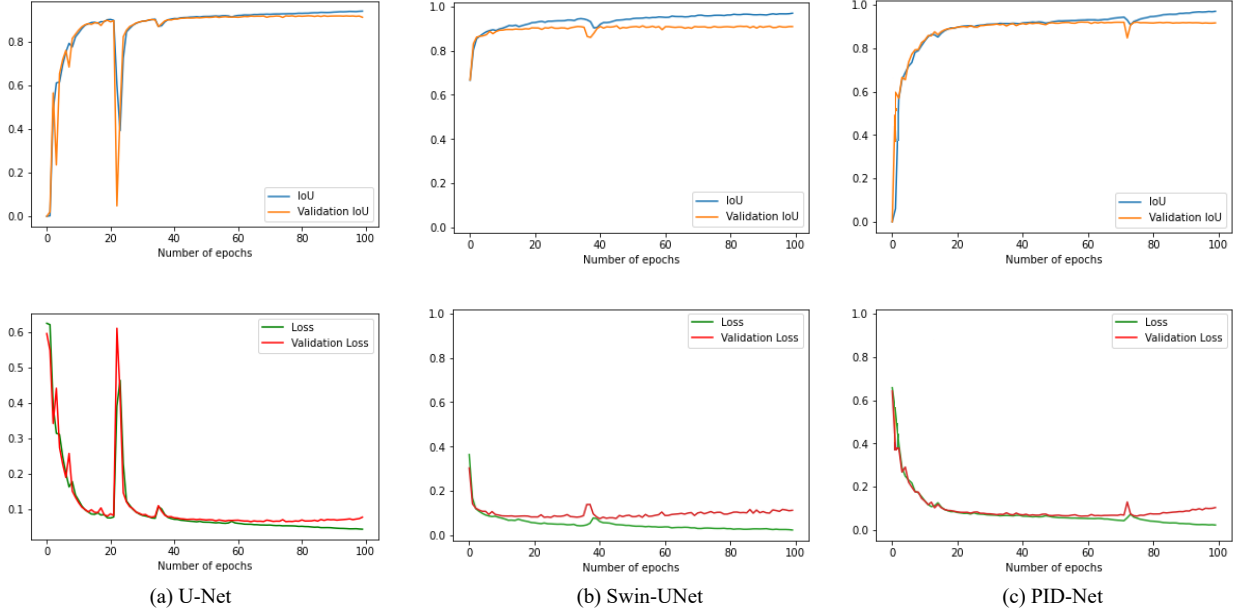 0.8
0.6
0.4
0.2
0.0
IoU
Validation IoU
0 20 40 60 80 100
Number of epochs
1.0
0.8
0.6
0.4
0.2
0.0
IoU
Validation IoU
0 20 40 60 80 100
Number of epochs
1.0
0.8
0.6
0.4
0.2
0.0
IoU
Validation IoU
0 20 40 60 80 100
Number of epochs
0.6
0.5
0.4
0.3
0.2
0.1
Loss
Validation Loss
0 20 40 60 80 100
Number of epochs
(a) U-Net
1.0
0.8
0.6
0.4
0.2
0.0
Loss
Validation Loss
0 20 40 60 80 100
Number of epochs
(b) Swin-UNet
1.0
0.8
0.6
0.4
0.2
0.0
Loss
Validation Loss
0 20 40 60 80 100
Number of epochs
(c) PID-Net